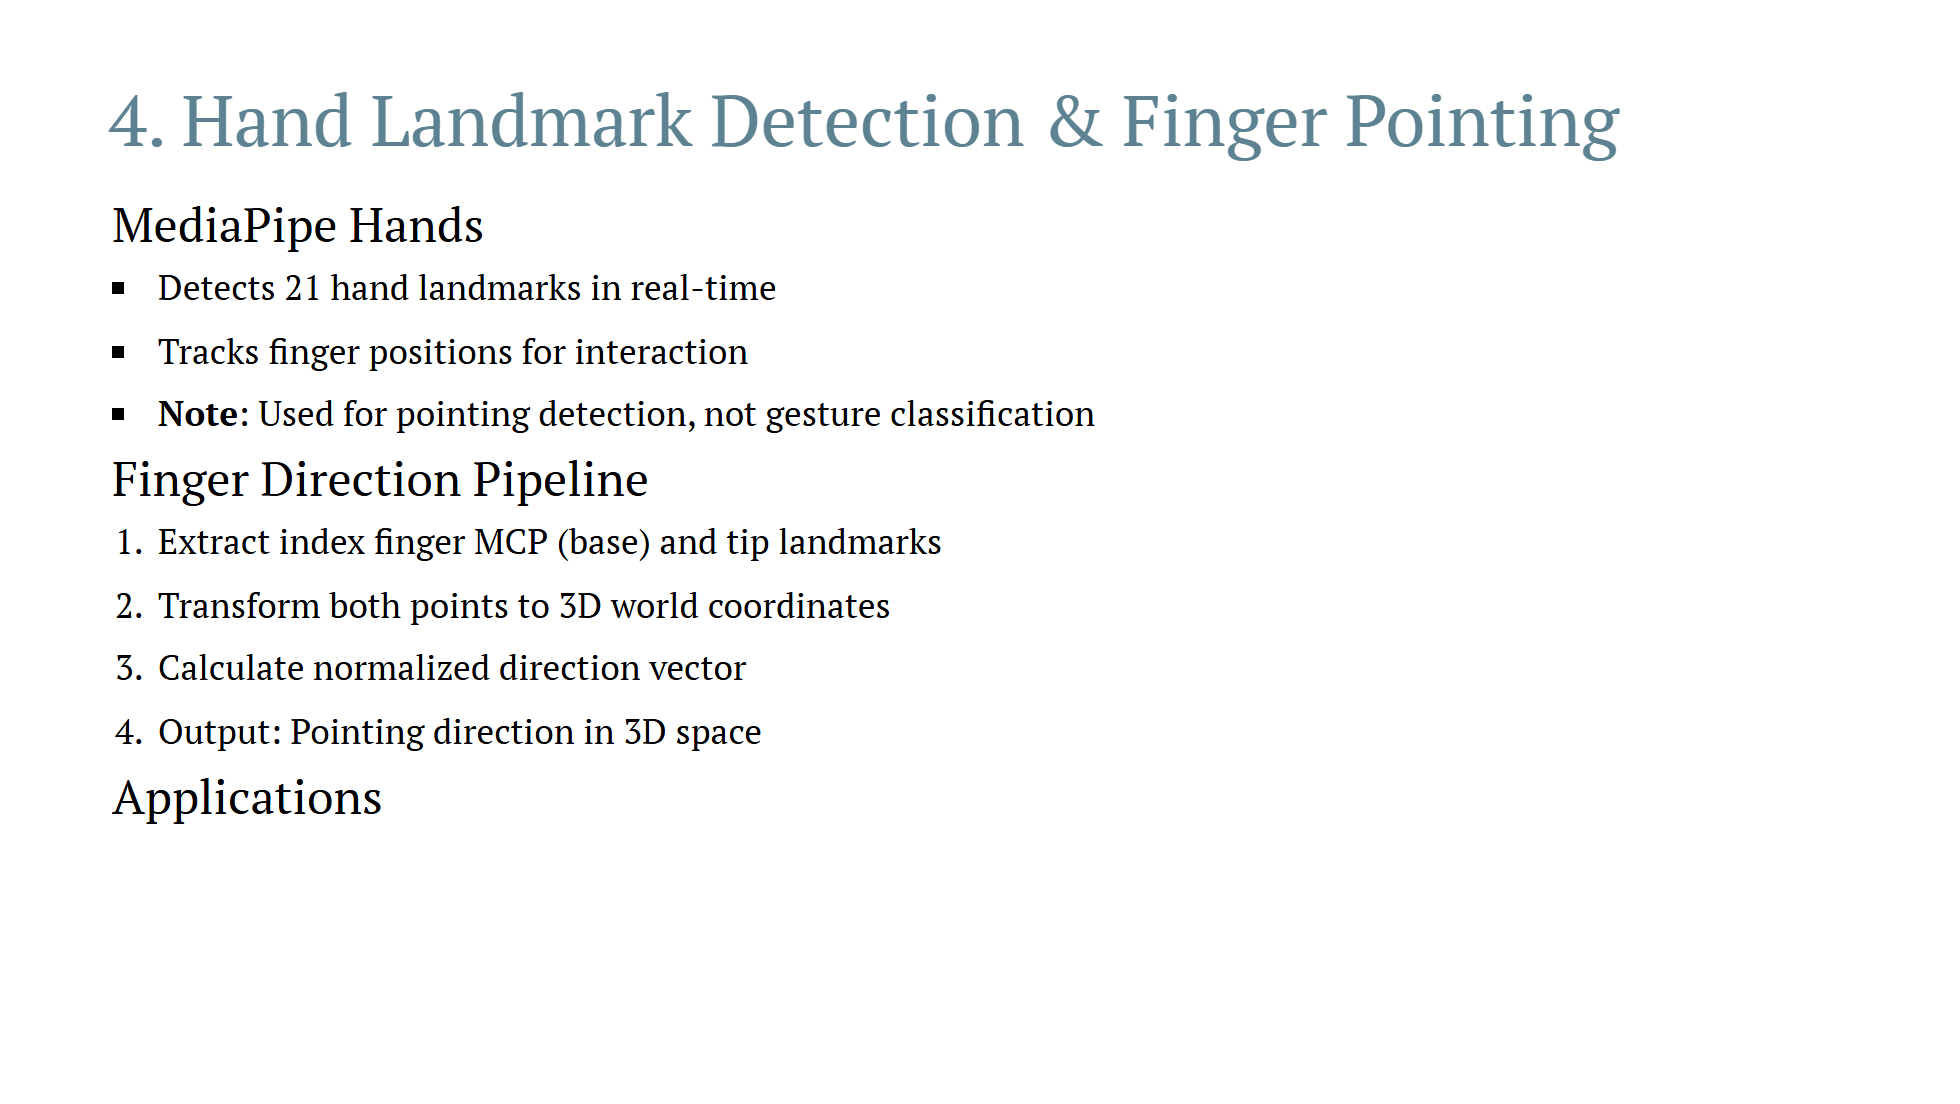 4. Hand Landmark Detection & Finger Pointing
MediaPipe Hands
▪ Detects 21 hand landmarks in real-time
▪ Tracks finger positions for interaction
▪ Note: Used for pointing detection, not gesture classification
Finger Direction Pipeline
1. Extract index finger MCP (base) and tip landmarks
2. Transform both points to 3D world coordinates
3. Calculate normalized direction vector
4. Output: Pointing direction in 3D space
Applications